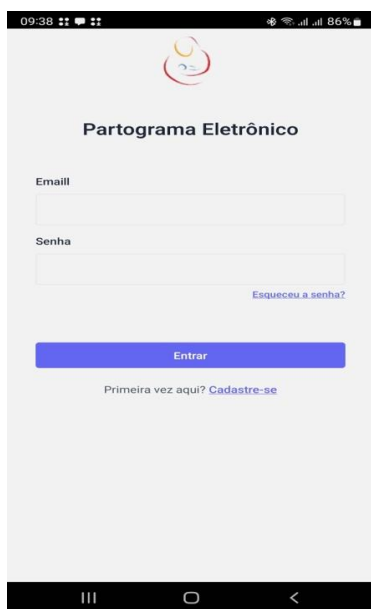 09:38 86%
Partograma Eletrônico
Emaill
Senha
Esqueceu a senha?
Entrar
Primeira vez aqui? Cadastre-se